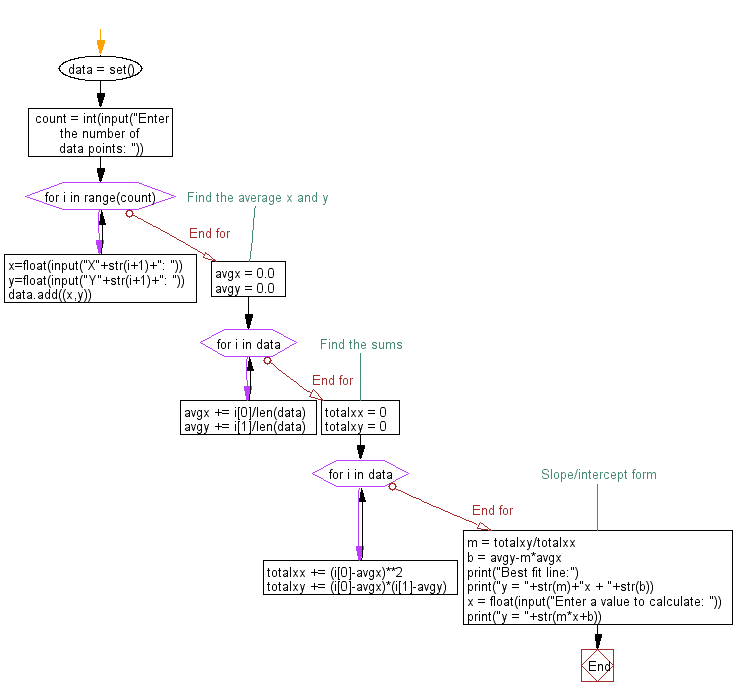 data = set()
count = int(input("Enter
the number of
data points: "))
for i in range(count)
Find the average x and y
End for
x=float(input("X"+str(i+1)+": "))
y=float(input("Y"+str(i+1)+": "))
data.add((x,y))
avgx = 0.0
avgy = 0.0
for i in data
Find the sums
End for
avgx += i[0]/len(data)
avgy += i[1]/len(data)
totalxx = 0
totalxy = 0
for i in data
Slope/intercept form
End for
totalxx += (i[0]-avgx)**2
totalxy += (i[0]-avgx)*(i[1]-avgy)
m = totalxy/totalxx
b = avgy-m*avgx
print("Best fit line:")
print("y = "+str(m)+"x + "+str(b))
x = float(input("Enter a value to calculate: "))
print("y = "+str(m*x+b))
End